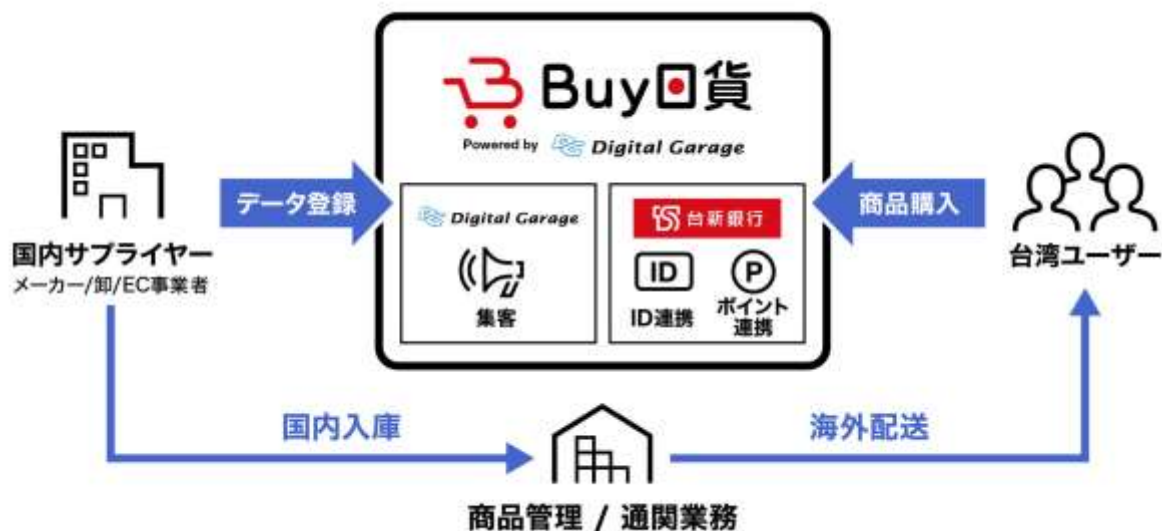 Buy日貨
Powered by Digital Garage
データ登録
商品購入
Digital Garage
集客
台新銀行
ID
P
ID連携
ポイント
連携
国内サプライヤー
メーカー/卸/EC事業者
台湾ユーザー
国内入庫
海外配送
商品管理 / 通関業務